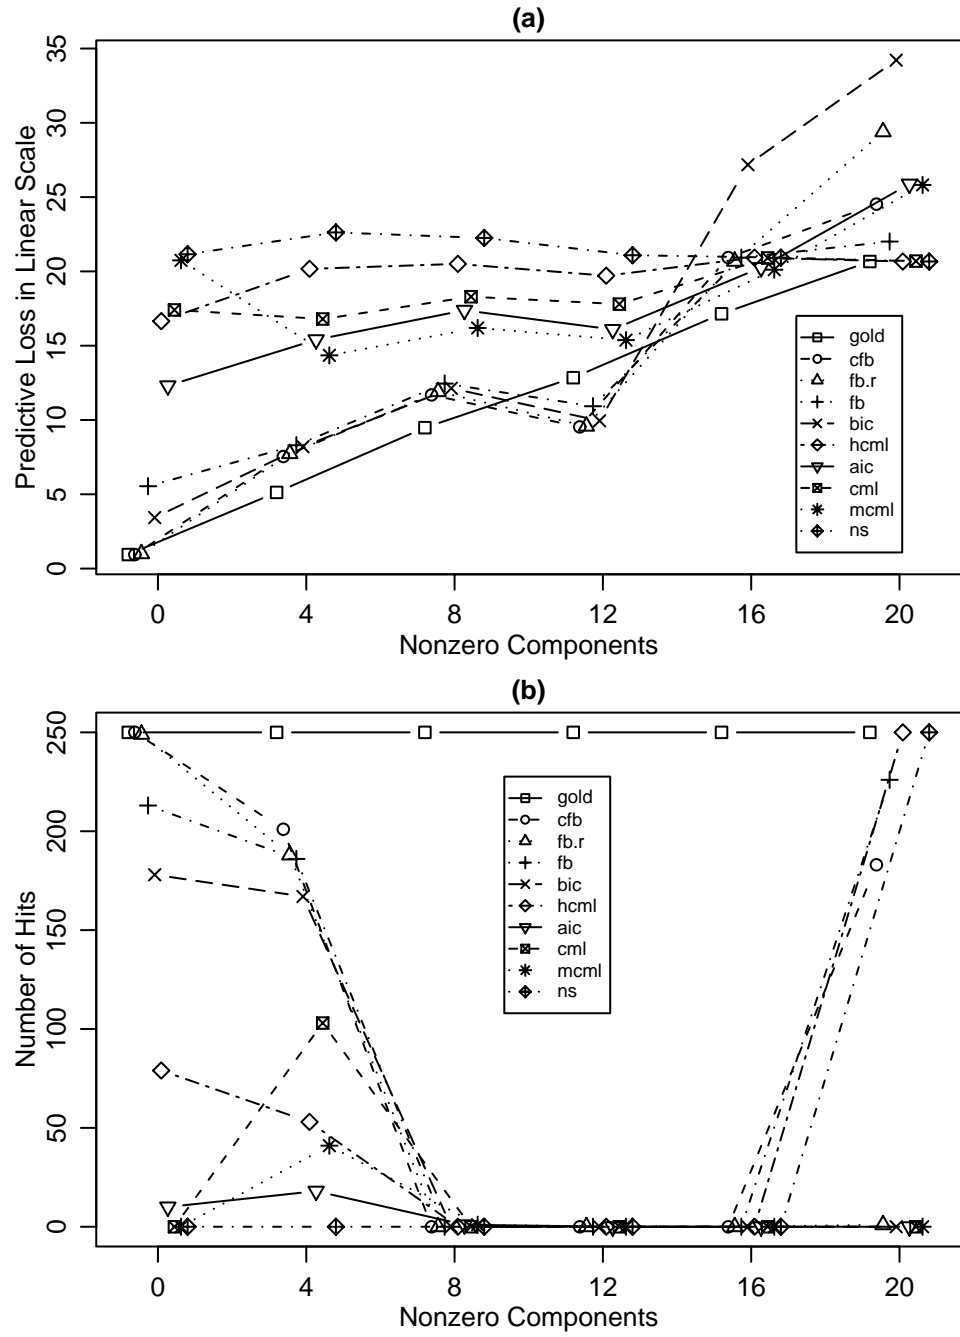 (a)
Predictive Loss in Linear Scale
35
30
25
20
15
10
5
0
gold
cfb
fb.r
fb
bic
hcml
aic
cml
mcml
ns
0 4 8 12 16 20
Nonzero Components
(b)
Number of Hits
250
200
150
100
50
0
gold
cfb
fb.r
fb
bic
hcml
aic
cml
mcml
ns
0 4 8 12 16 20
Nonzero Components